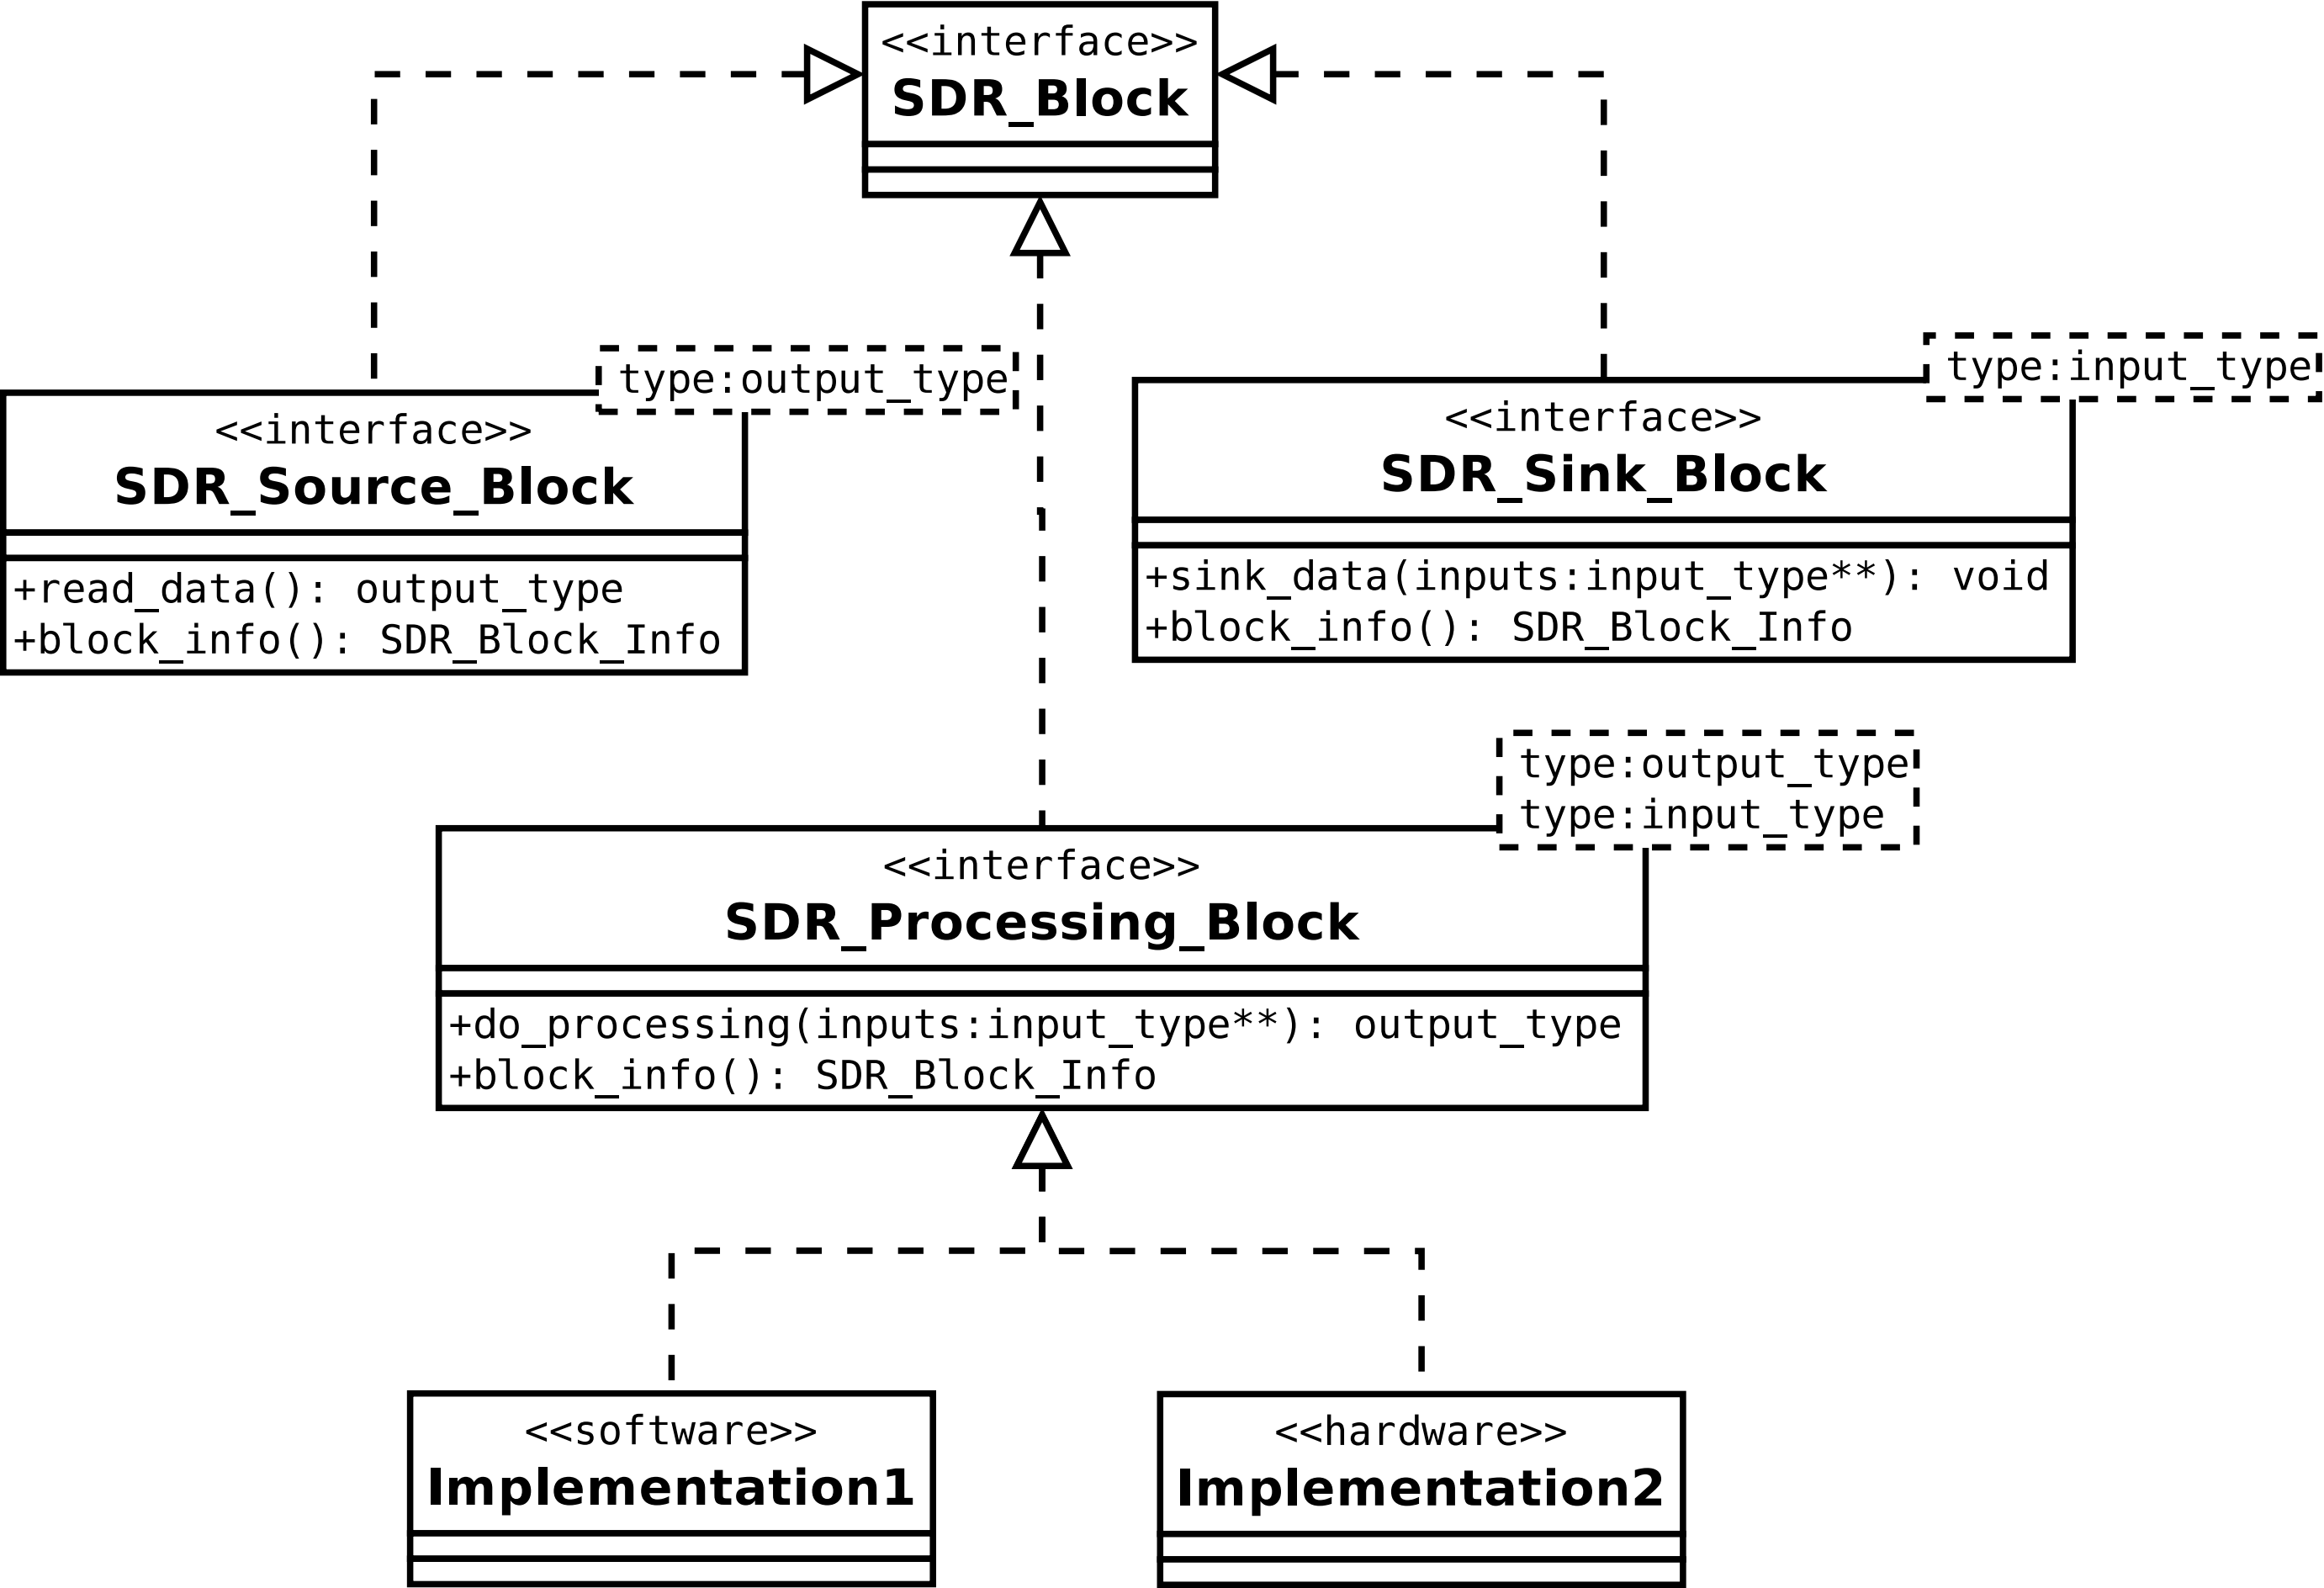 <<interface>>
SDR_Block
type:output_type
<<interface>>
SDR_Source_Block
+read_data(): output_type
+block_info(): SDR_Block_Info
type:input_type
<<interface>>
SDR_Sink_Block
+sink_data(inputs:input_type**): void
+block_info(): SDR_Block_Info
type:output_type
type:input_type
<<interface>>
SDR_Processing_Block
+do_processing(inputs:input_type**): output_type
+block_info(): SDR_Block_Info
<<software>>
Implementation1
<<hardware>>
Implementation2